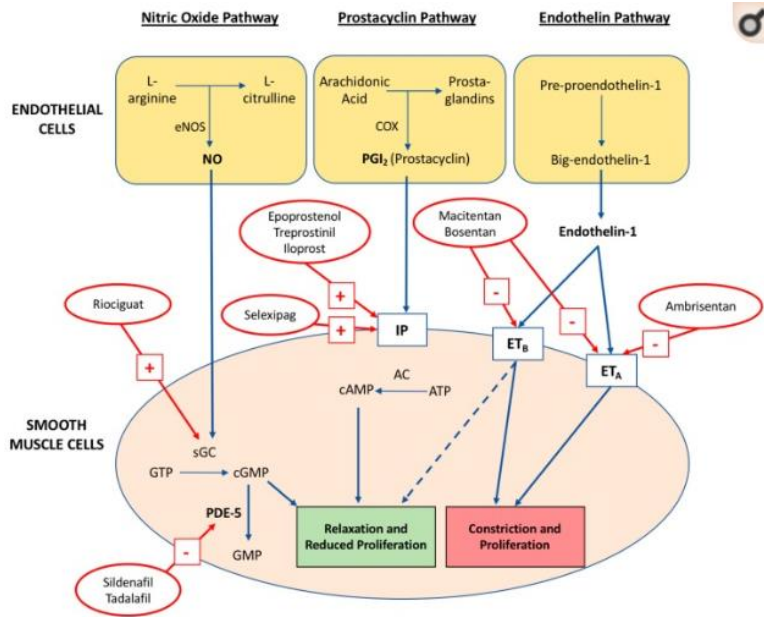 Nitric Oxide Pathway
Prostacyclin Pathway
Endothelin Pathway
ENDOTHELIAL
CELLS
L-
arginine
L-
citrulline
eNOS
NO
Arachidonic
Acid
Prosta-
glandins
COX
PGI₂ (Prostacyclin)
Pre-proendothelin-1
Big-endothelin-1
Endothelin-1
Epoprostenol
Treprostinil
Iloprost
Macitentan
Bosentan
Riociguat
Selexipag
Ambrisentan
+
+
+
-
-
-
IP
ET_B
ET_A
SMOOTH
MUSCLE CELLS
AC
cAMP
ATP
sGC
GTP
cGMP
PDE-5
GMP
-
Sildenafil
Tadalafil
Relaxation and
Reduced Proliferation
Constriction and
Proliferation